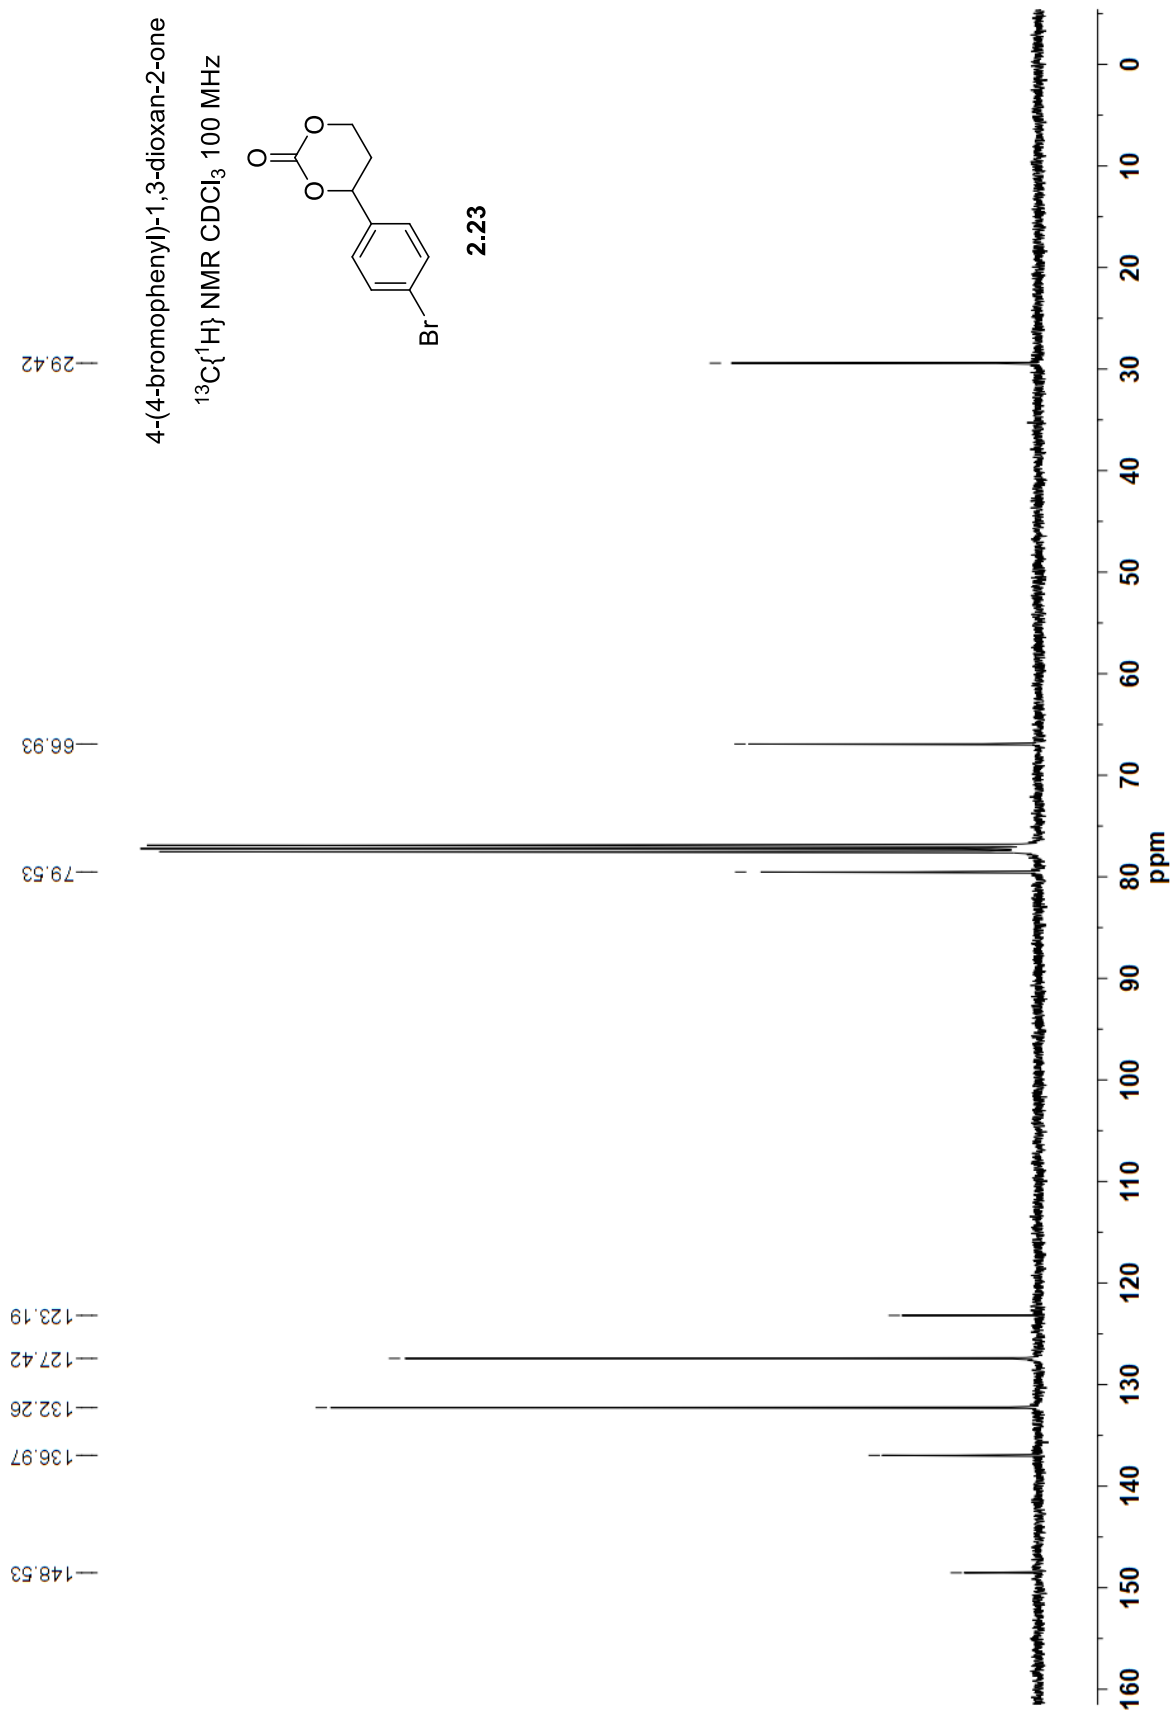 4-(4-bromophenyl)-1,3-dioxan-2-one
¹³C{¹H} NMR CDCl₃ 100 MHz
O
O
O
Br
2.23
148.53
136.97
132.26
127.42
123.19
79.53
66.93
29.42
160 150 140 130 120 110 100 90 80 70 60 50 40 30 20 10 0
ppm